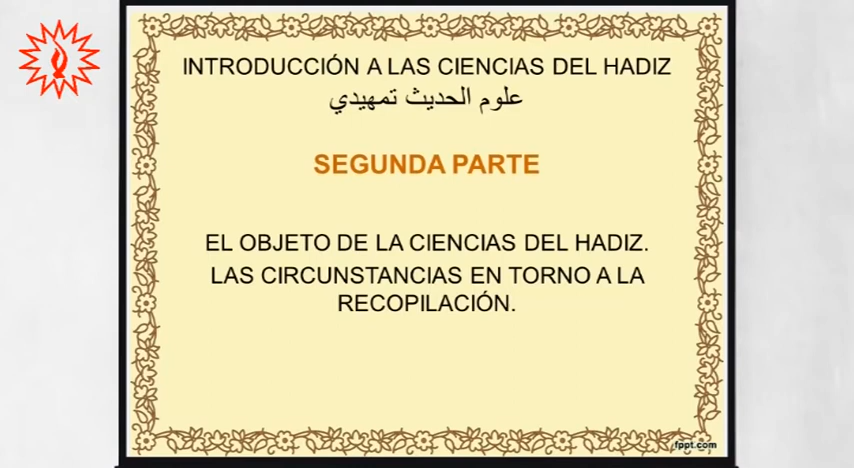 INTRODUCCIÓN A LAS CIENCIAS DEL HADIZ
علوم الحديث تمهيدي
SEGUNDA PARTE
EL OBJETO DE LA CIENCIAS DEL HADIZ.
LAS CIRCUNSTANCIAS EN TORNO A LA
RECOPILACIÓN.
fppt.com